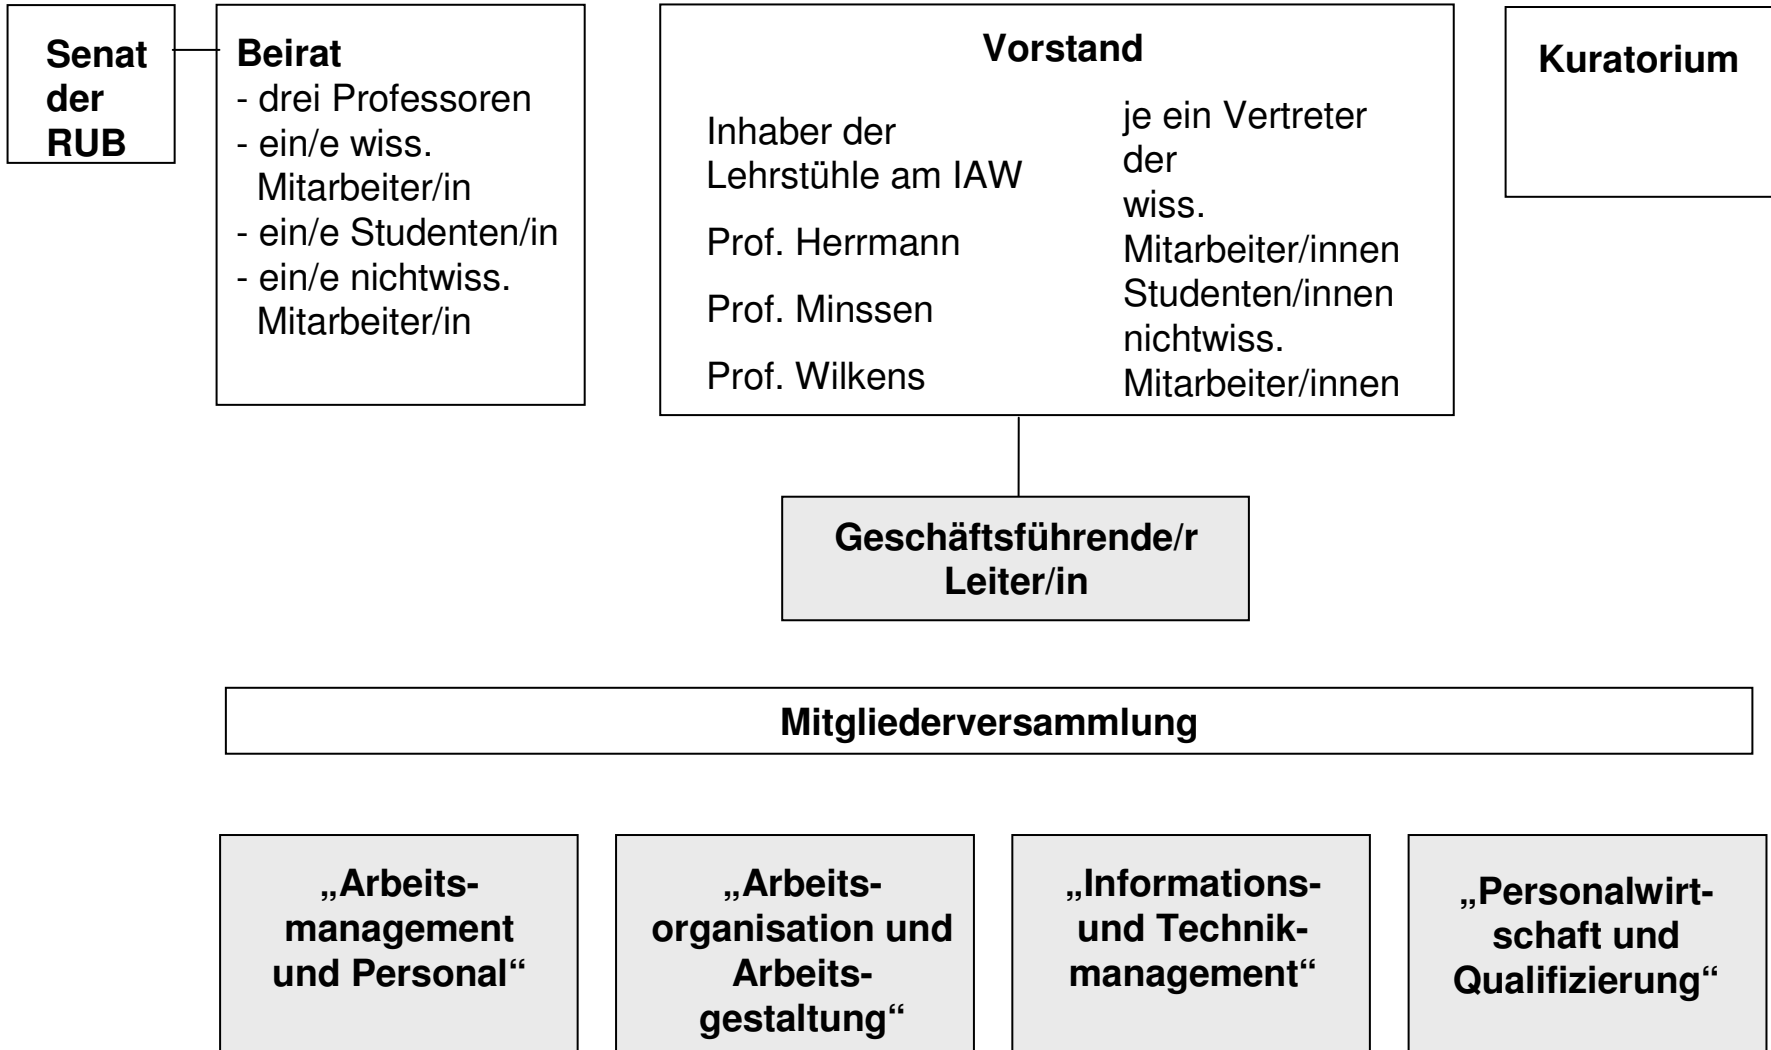 Senat
der
RUB
Beirat
- drei Professoren
- ein/e wiss.
Mitarbeiter/in
- ein/e Studenten/in
- ein/e nichtwiss.
Mitarbeiter/in
Vorstand
Inhaber der
Lehrstühle am IAW
Prof. Herrmann
Prof. Minssen
Prof. Wilkens
je ein Vertreter
der
wiss.
Mitarbeiter/innen
Studenten/innen
nichtwiss.
Mitarbeiter/innen
Kuratorium
Geschäftsführende/r
Leiter/in
Mitgliederversammlung
„Arbeits-
management
und Personal“
„Arbeits-
organisation und
Arbeits-
gestaltung“
„Informations-
und Technik-
management“
„Personalwirt-
schaft und
Qualifizierung“